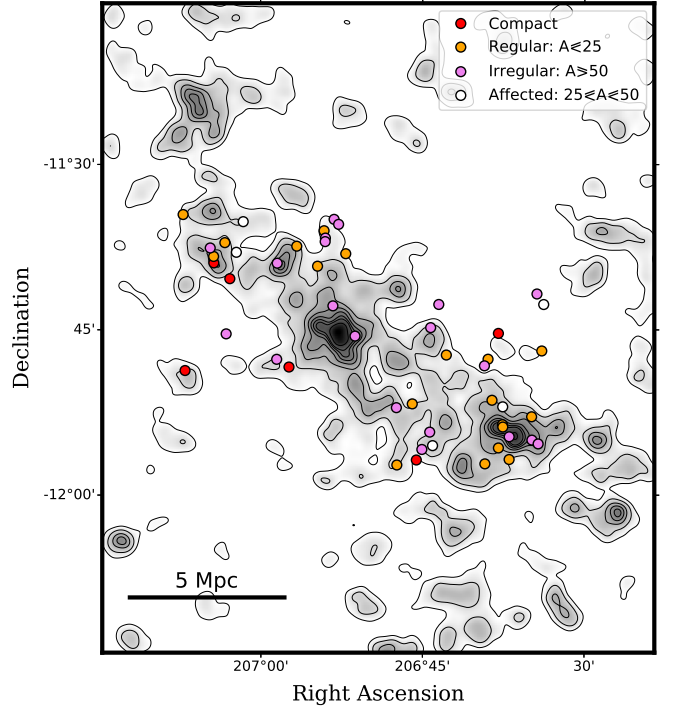 Compact
Regular: A⩽25
Irregular: A⩾50
Affected: 25⩽A⩽50
-11°30'
45'
-12°00'
Declination
5 Mpc
207°00'
206°45'
30'
Right Ascension